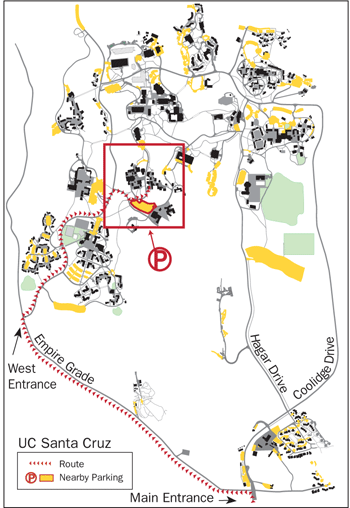 P
West
Entrance
Empire Grade
Hagar Drive
Coolidge Drive
UC Santa Cruz
Route
P Nearby Parking
Main Entrance